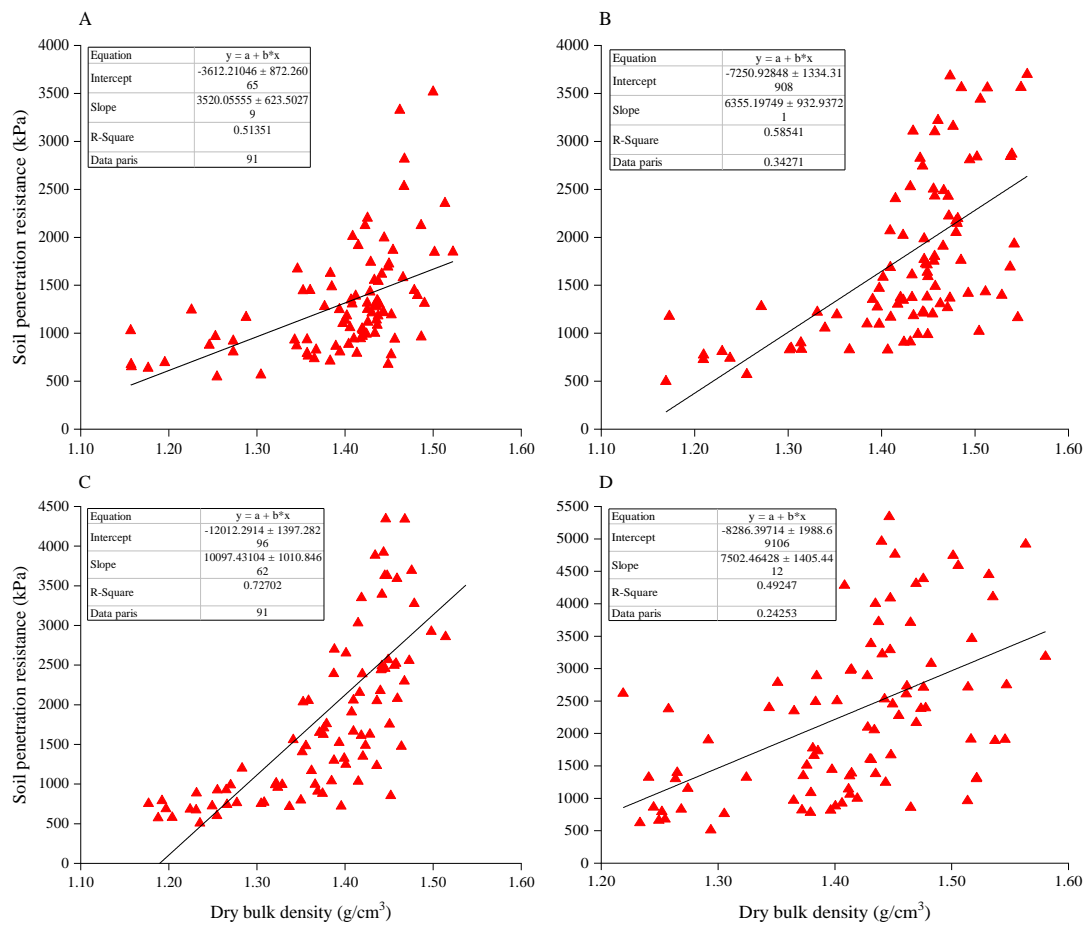 A
Soil penetration resistance (kPa)
4000
3500
3000
2500
2000
1500
1000
500
0
Equation y = a + b*x
Intercept -3612.21046 ± 872.260
65
Slope 3520.05555 ± 623.5027
9
R-Square 0.51351
Data paris 91
1.10 1.20 1.30 1.40 1.50 1.60
B
4000
3500
3000
2500
2000
1500
1000
500
0
Equation y = a + b*x
Intercept -7250.92848 ± 1334.31
908
Slope 6355.19749 ± 932.9372
1
R-Square 0.58541
Data paris 0.34271
1.10 1.20 1.30 1.40 1.50 1.60
C
Soil penetration resistance (kPa)
4500
4000
3500
3000
2500
2000
1500
1000
500
0
Equation y = a + b*x
Intercept -12012.2914 ± 1397.282
96
Slope 10097.43104 ± 1010.846
62
R-Square 0.72702
Data paris 91
1.10 1.20 1.30 1.40 1.50 1.60
Dry bulk density (g/cm³)
D
5500
5000
4500
4000
3500
3000
2500
2000
1500
1000
500
0
Equation y = a + b*x
Intercept -8286.39714 ± 1988.6
9106
Slope 7502.46428 ± 1405.44
12
R-Square 0.49247
Data paris 0.24253
1.20 1.30 1.40 1.50 1.60
Dry bulk density (g/cm³)